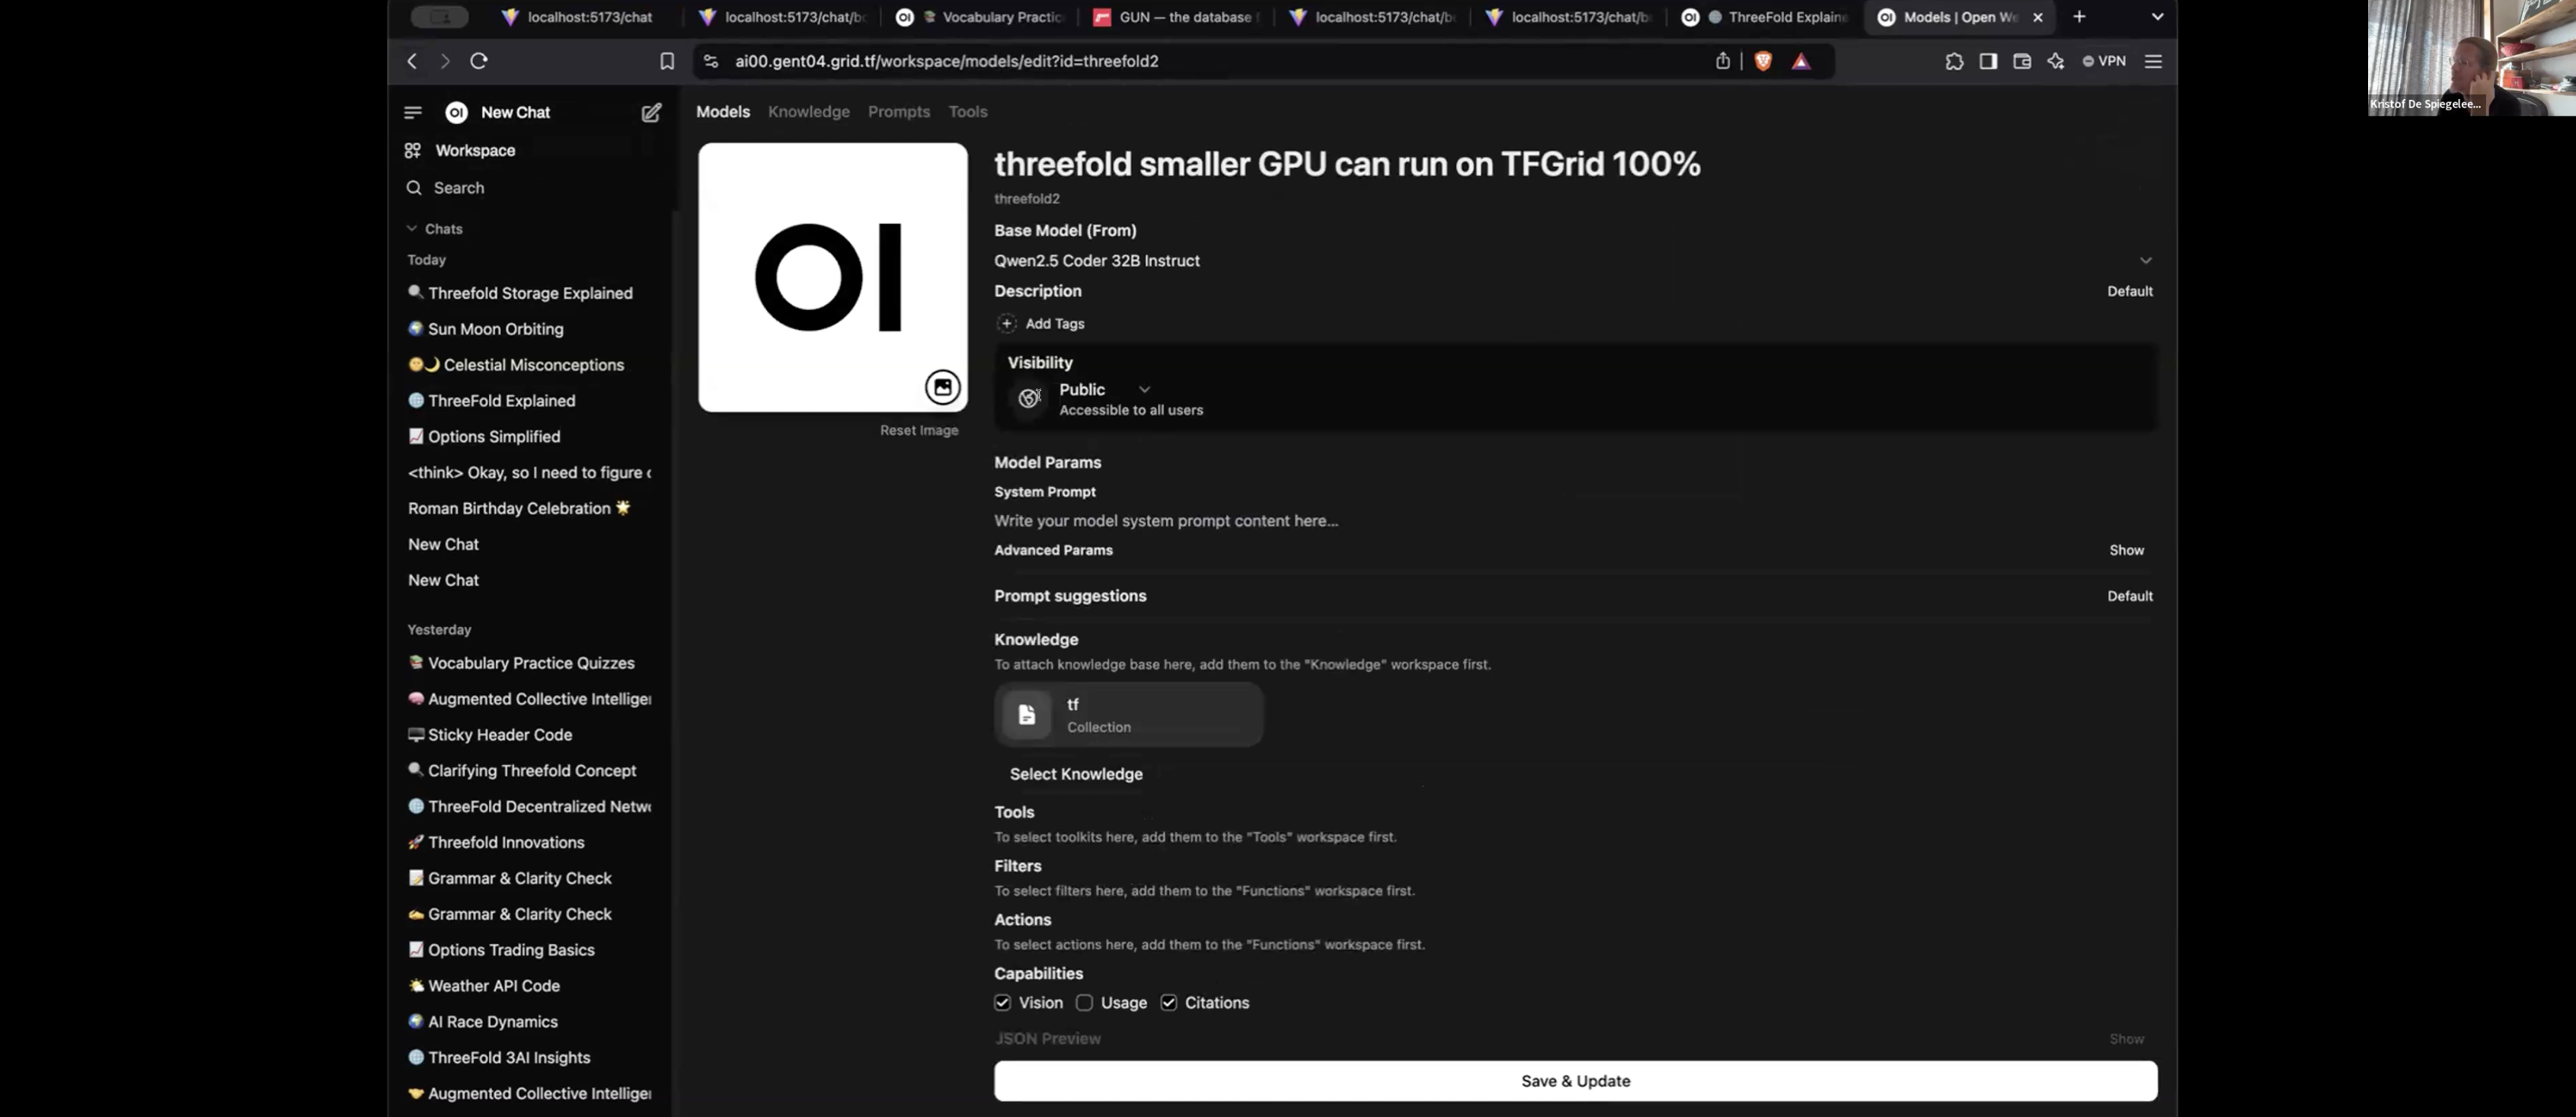 localhost:5173/chat
localhost:5173/chat/bo
Vocabulary Practic
GUN — the database f
localhost:5173/chat/b
localhost:5173/chat/b
ThreeFold Explaine
Models | Open We
ai00.gent04.grid.tf/workspace/models/edit?id=threefold2
VPN
Kristof De Spiegelee...
OI New Chat
Workspace
Search
Chats
Today
Threefold Storage Explained
Sun Moon Orbiting
Celestial Misconceptions
ThreeFold Explained
Options Simplified
<think> Okay, so I need to figure o
Roman Birthday Celebration
New Chat
New Chat
Yesterday
Vocabulary Practice Quizzes
Augmented Collective Intelliger
Sticky Header Code
Clarifying Threefold Concept
ThreeFold Decentralized Netwo
Threefold Innovations
Grammar & Clarity Check
Grammar & Clarity Check
Options Trading Basics
Weather API Code
AI Race Dynamics
ThreeFold 3AI Insights
Augmented Collective Intelliger
Models Knowledge Prompts Tools
OI
Reset Image
threefold smaller GPU can run on TFGrid 100%
threefold2
Base Model (From)
Qwen2.5 Coder 32B Instruct
Description Default
Add Tags
Visibility
Public
Accessible to all users
Model Params
System Prompt
Write your model system prompt content here...
Advanced Params Show
Prompt suggestions Default
Knowledge
To attach knowledge base here, add them to the "Knowledge" workspace first.
tf
Collection
Select Knowledge
Tools
To select toolkits here, add them to the "Tools" workspace first.
Filters
To select filters here, add them to the "Functions" workspace first.
Actions
To select actions here, add them to the "Functions" workspace first.
Capabilities
Vision Usage Citations
JSON Preview Show
Save & Update